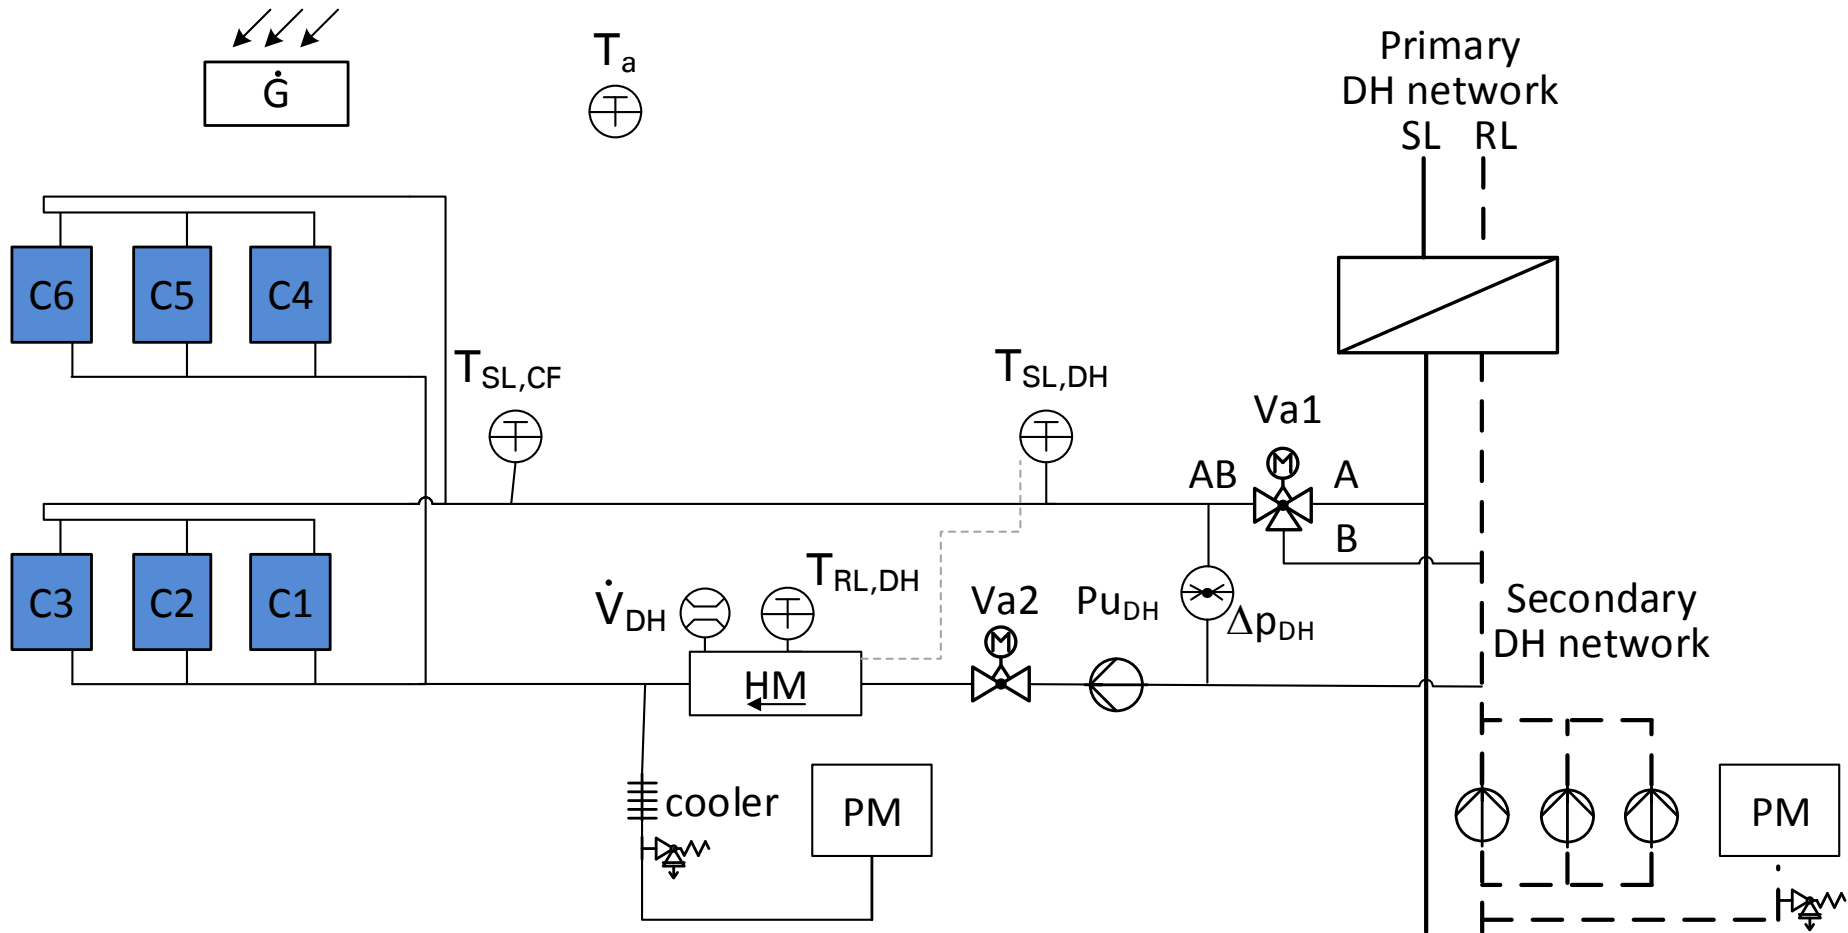 Ġ
T_a
Primary
DH network
SL RL
C6 C5 C4
T_SL,CF
T_SL,DH
Va1
AB A
B
C3 C2 C1
V̇_DH
T_RL,DH
Va2
Pu_DH
Δp_DH
Secondary
DH network
HM
M
M
cooler
PM
PM